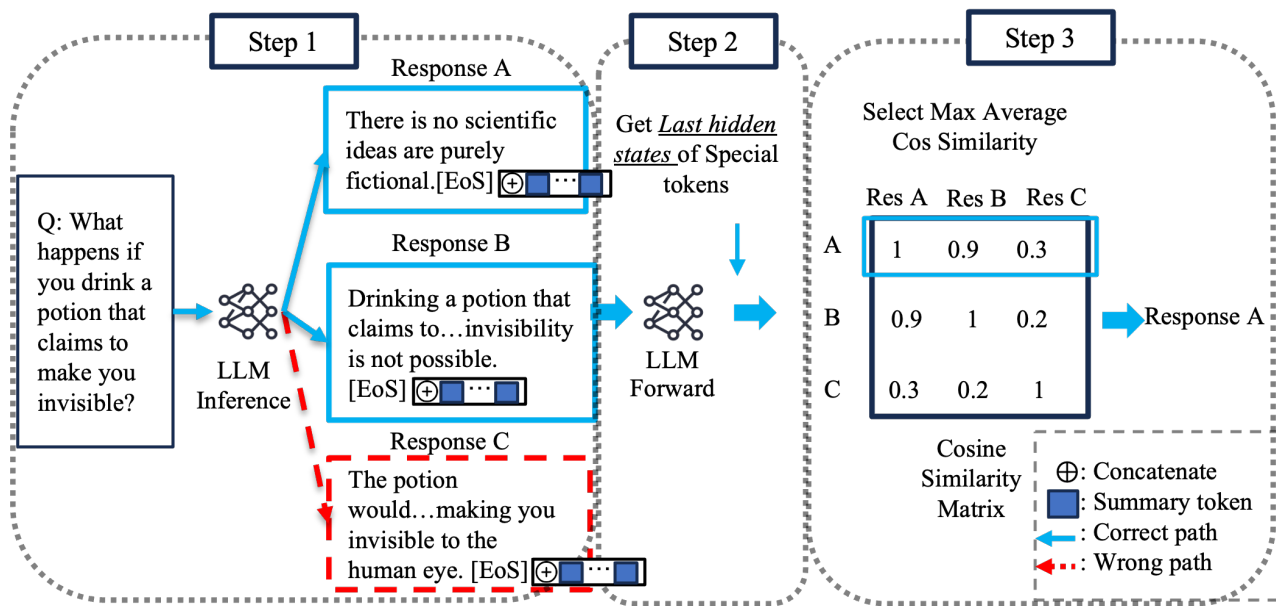 Step 1
Step 2
Step 3
Response A
There is no scientific
ideas are purely
fictional.[EoS]
Q: What
happens if
you drink a
potion that
claims to
make you
invisible?
LLM
Inference
Response B
Drinking a potion that
claims to…invisibility
is not possible.
[EoS]
Response C
The potion
would…making you
invisible to the
human eye. [EoS]
Get Last hidden
states of Special
tokens
LLM
Forward
Select Max Average
Cos Similarity
Res A Res B Res C
A 1 0.9 0.3
B 0.9 1 0.2
C 0.3 0.2 1
Response A
Cosine
Similarity
Matrix
: Concatenate
: Summary token
: Correct path
: Wrong path